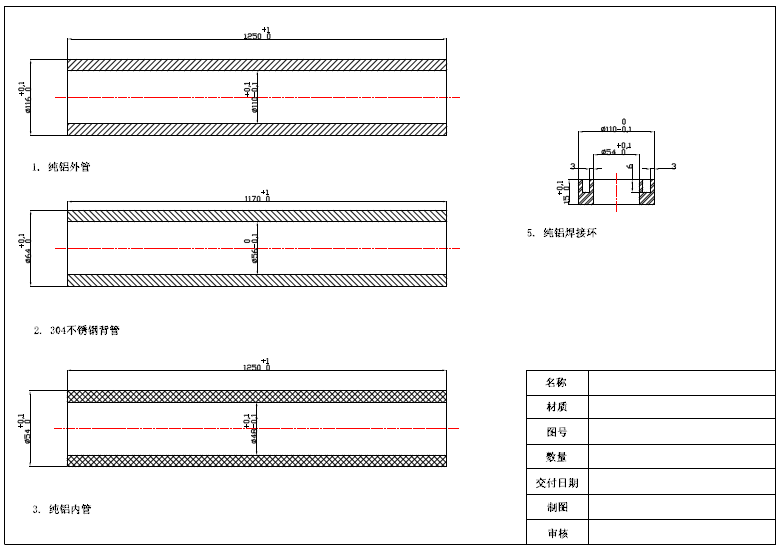 +1
1250 0
+0.1
Ø116 0
+0.1
Ø110-0.1
1. 纯铝外管
+1
1170 0
+0.1
Ø64 0
0
Ø56-0.1
2. 304不锈钢背管
+1
1250 0
+0.1
Ø54 0
+0.1
Ø48-0.1
3. 纯铝内管
0
Ø110-0.1
+0.1
Ø54 0
3
6
3
+0.1
15 0
5. 纯铝焊接环
名称
材质
图号
数量
交付日期
制图
审核